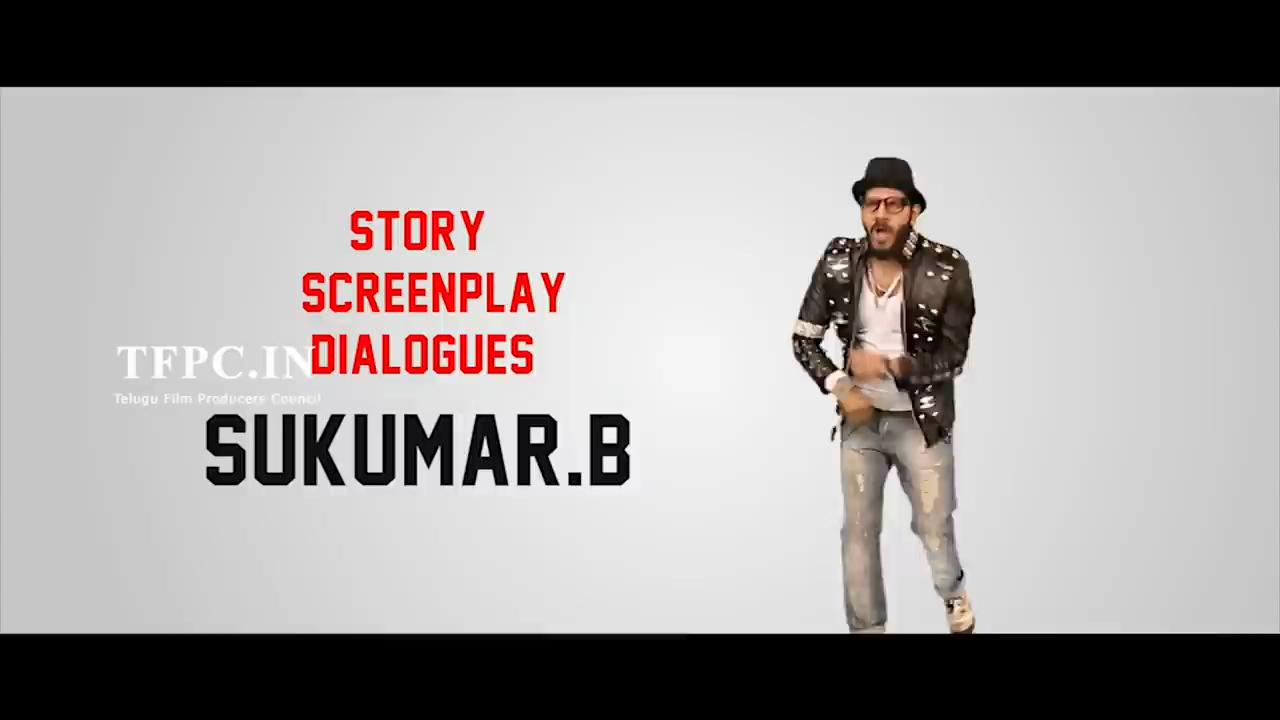 STORY
SCREENPLAY
DIALOGUES
TFPC.IN
Telugu Film Producers Council
SUKUMAR.B